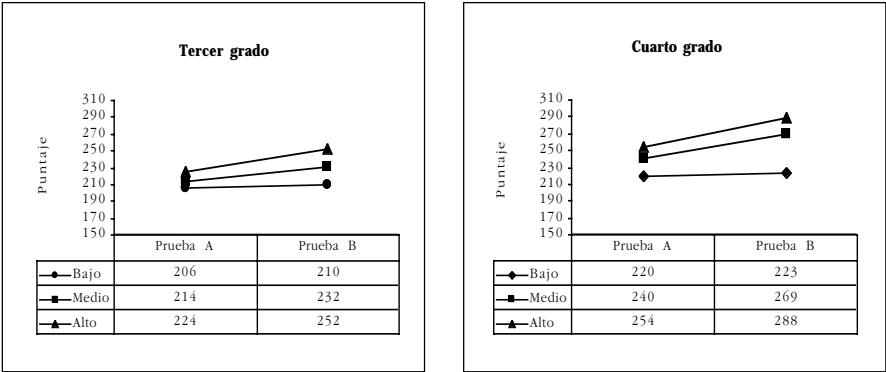 Tercer grado
Puntaje
310
290
270
250
230
210
190
170
150
Prueba A Prueba B
Bajo 206 210
Medio 214 232
Alto 224 252
Cuarto grado
Puntaje
310
290
270
250
230
210
190
170
150
Prueba A Prueba B
Bajo 220 223
Medio 240 269
Alto 254 288